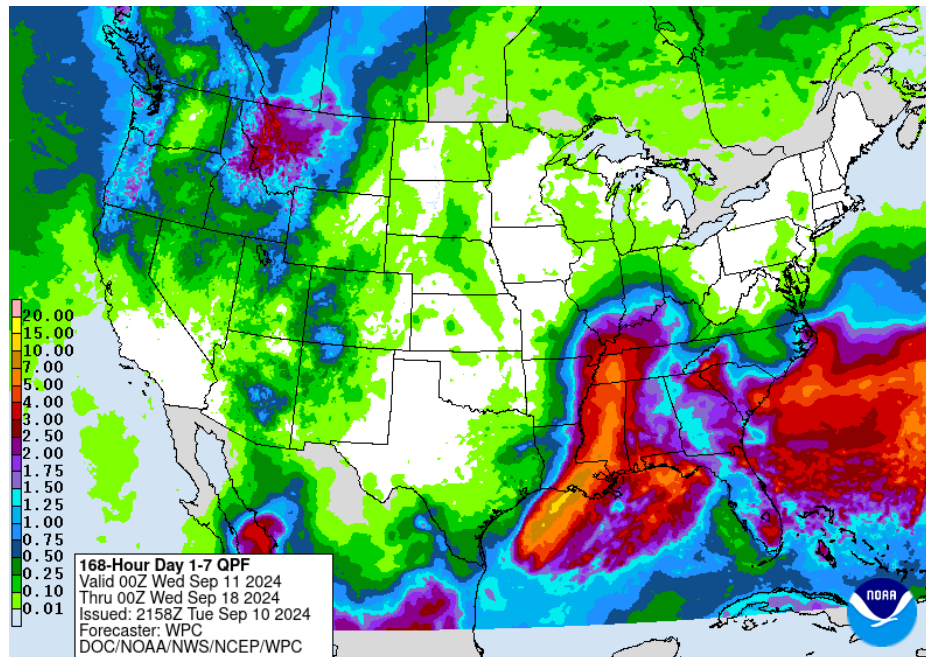 20.00
15.00
10.00
7.00
5.00
4.00
3.00
2.50
2.00
1.75
1.50
1.25
1.00
0.75
0.50
0.25
0.10
0.01
168-Hour Day 1-7 QPF
Valid 00Z Wed Sep 11 2024
Thru 00Z Wed Sep 18 2024
Issued: 2158Z Tue Sep 10 2024
Forecaster: WPC
DOC/NOAA/NWS/NCEP/WPC
NOAA